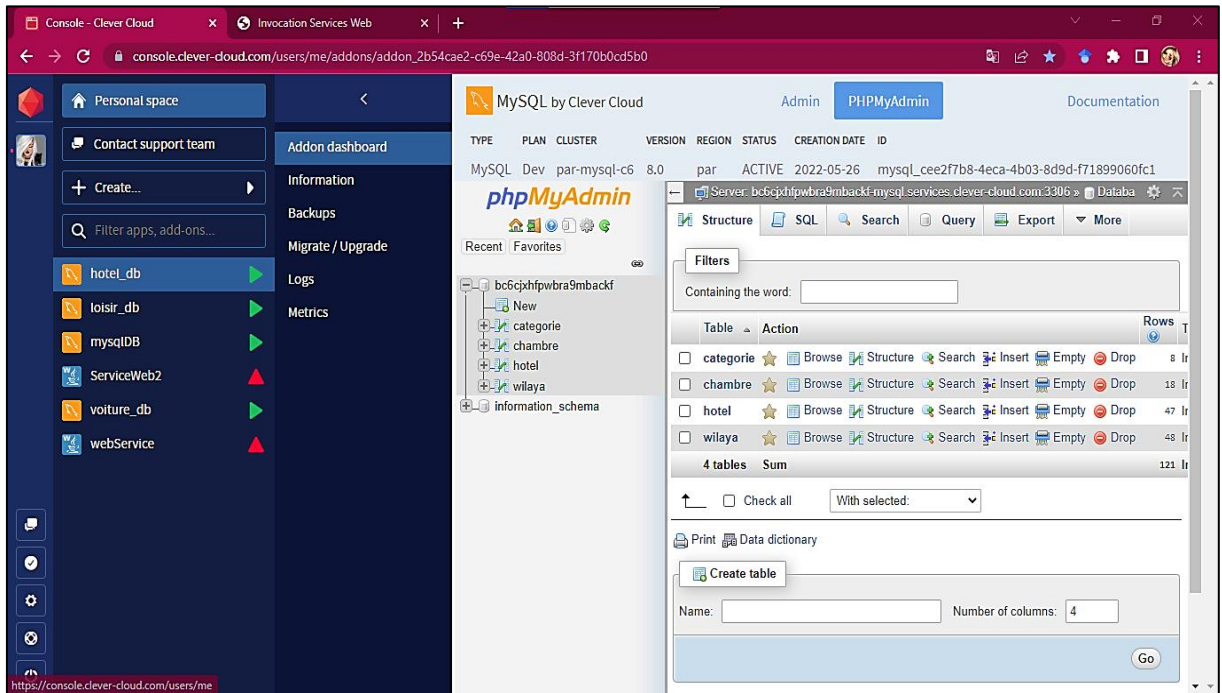 Console - Clever Cloud
Invocation Services Web
console.clever-cloud.com/users/me/addons/addon_2b54cae2-c69e-42a0-808d-3f170b0cd5b0
Personal space
Contact support team
Create...
Filter apps, add-ons...
hotel_db
loisir_db
mysqlDB
ServiceWeb2
voiture_db
webService
https://console.clever-cloud.com/users/me
Addon dashboard
Information
Backups
Migrate / Upgrade
Logs
Metrics
MySQL by Clever Cloud
Admin PHPMyAdmin Documentation
TYPE PLAN CLUSTER VERSION REGION STATUS CREATION DATE ID
MySQL Dev par-mysql-c6 8.0 par ACTIVE 2022-05-26 mysql_cee2f7b8-4eca-4b03-8d9d-f71899060fc1
phpMyAdmin
Recent Favorites
bc6cjxhfpwbra9mbackf
New
categorie
chambre
hotel
wilaya
information_schema
Server: bc6cjxhfpwbra9mbackf-mysql.services.clever-cloud.com:3306 » Databa
Structure SQL Search Query Export More
Filters
Containing the word:
Table Action Rows T
categorie Browse Structure Search Insert Empty Drop 8 In
chambre Browse Structure Search Insert Empty Drop 18 In
hotel Browse Structure Search Insert Empty Drop 47 In
wilaya Browse Structure Search Insert Empty Drop 48 In
4 tables Sum 121 In
Check all With selected:
Print Data dictionary
Create table
Name: Number of columns: 4
Go